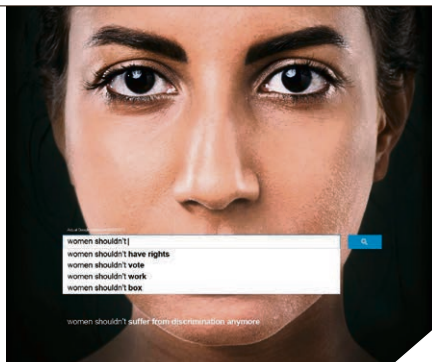 women shouldn't
women shouldn't have rights
women shouldn't vote
women shouldn't work
women shouldn't box
women shouldn't suffer from discrimination anymore